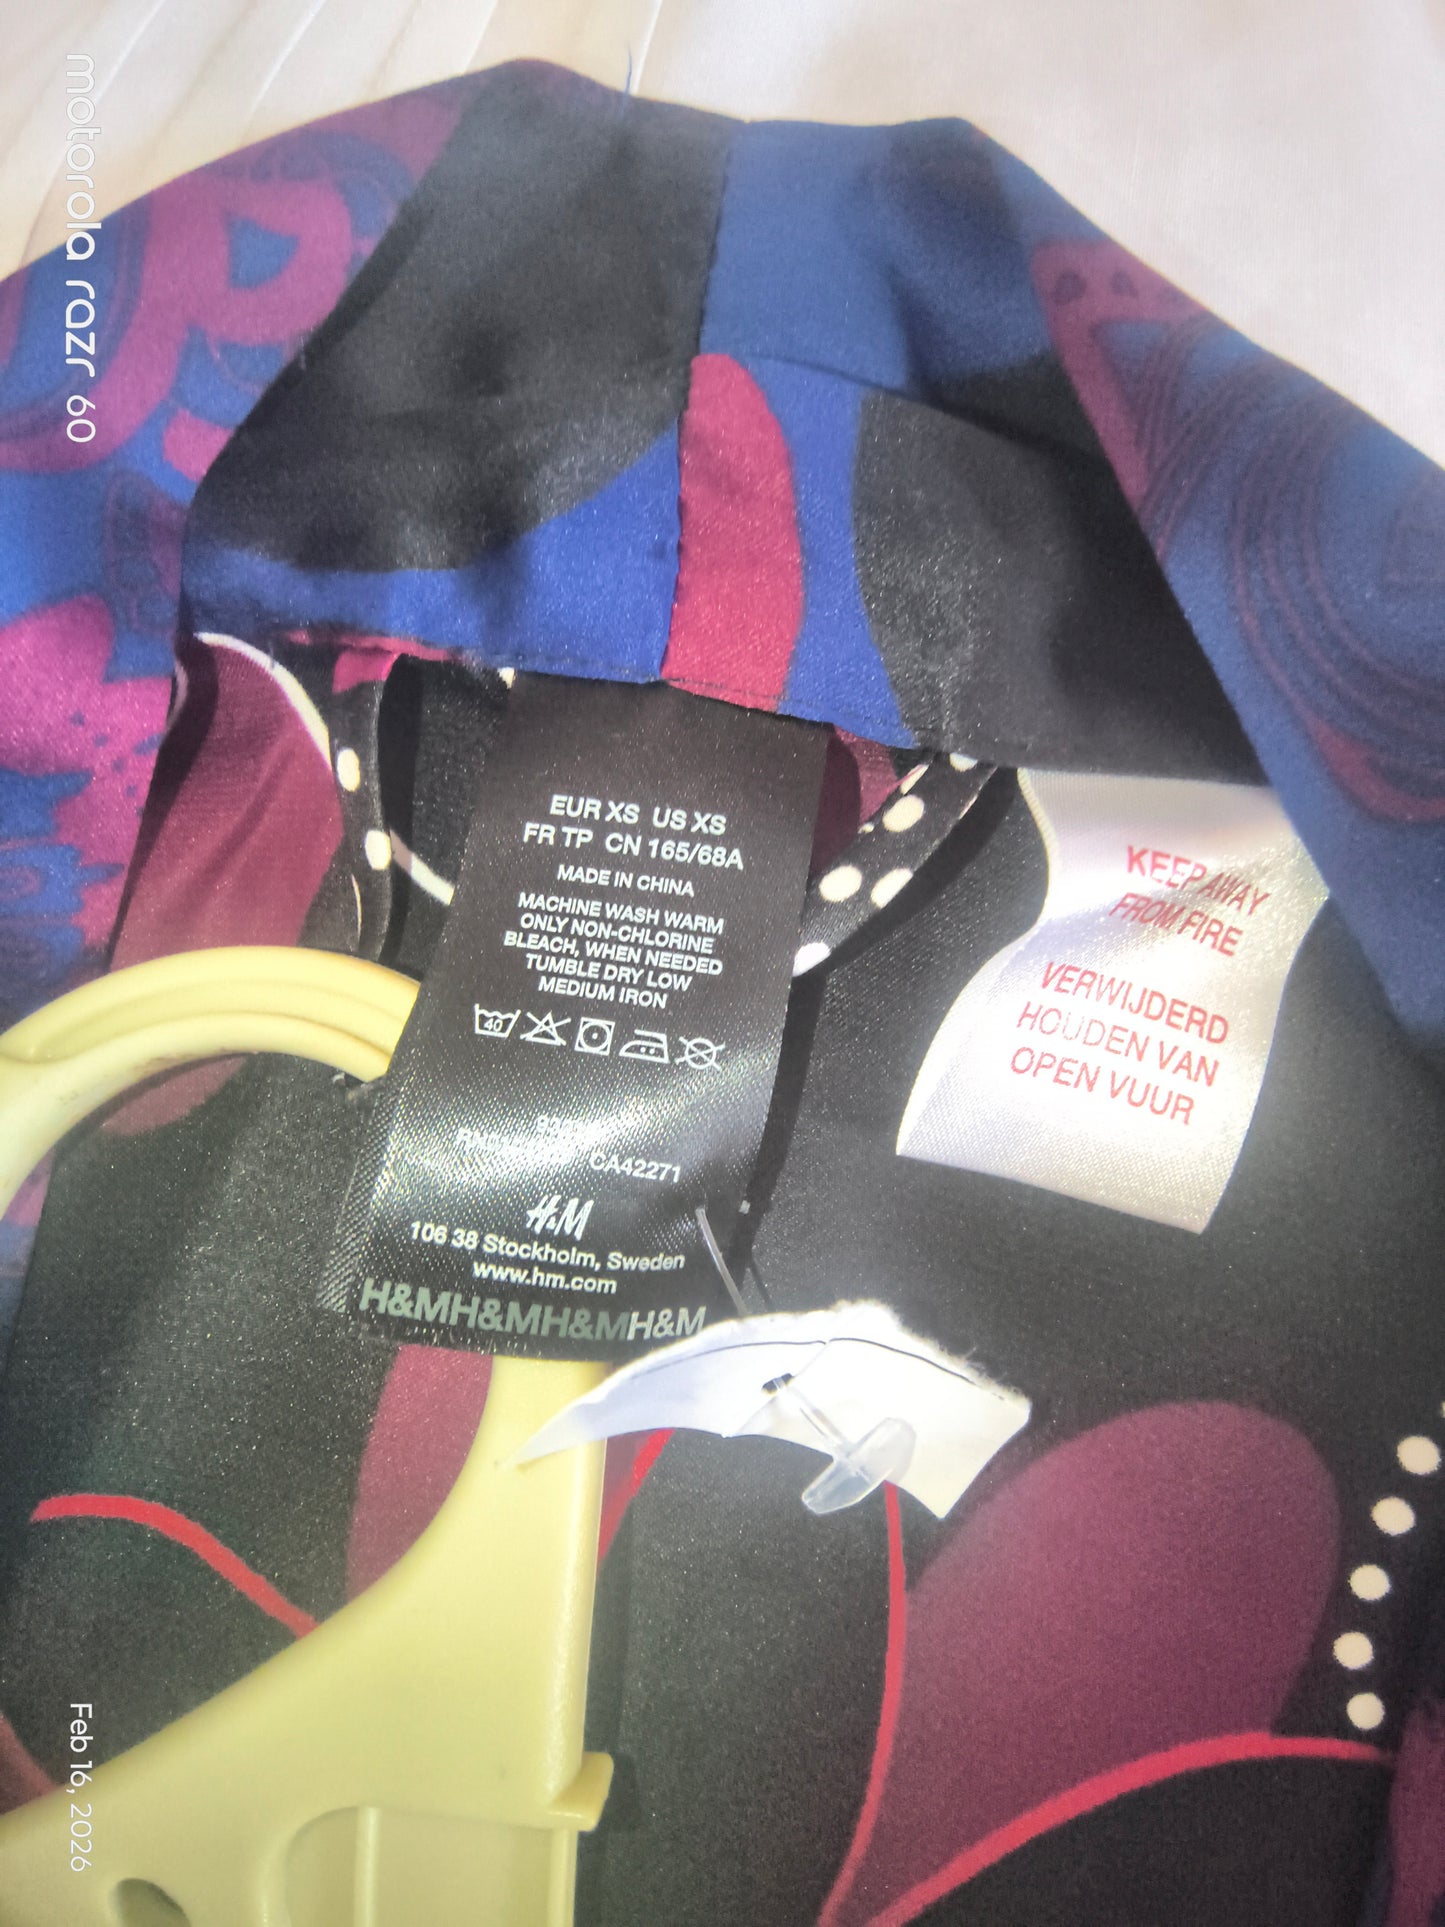 EUR XS US XS
FR TP CN 165/68A
MADE IN CHINA
MACHINE WASH WARM
ONLY NON-CHLORINE
BLEACH, WHEN NEEDED
TUMBLE DRY LOW
MEDIUM IRON
40
CA42271
H&M
106 38 Stockholm, Sweden
www.hm.com
H&MH&MH&MH&M
KEEP AWAY
FROM FIRE
VERWIJDERD
HOUDEN VAN
OPEN VUUR
motorola razr 60
Feb 16, 2026